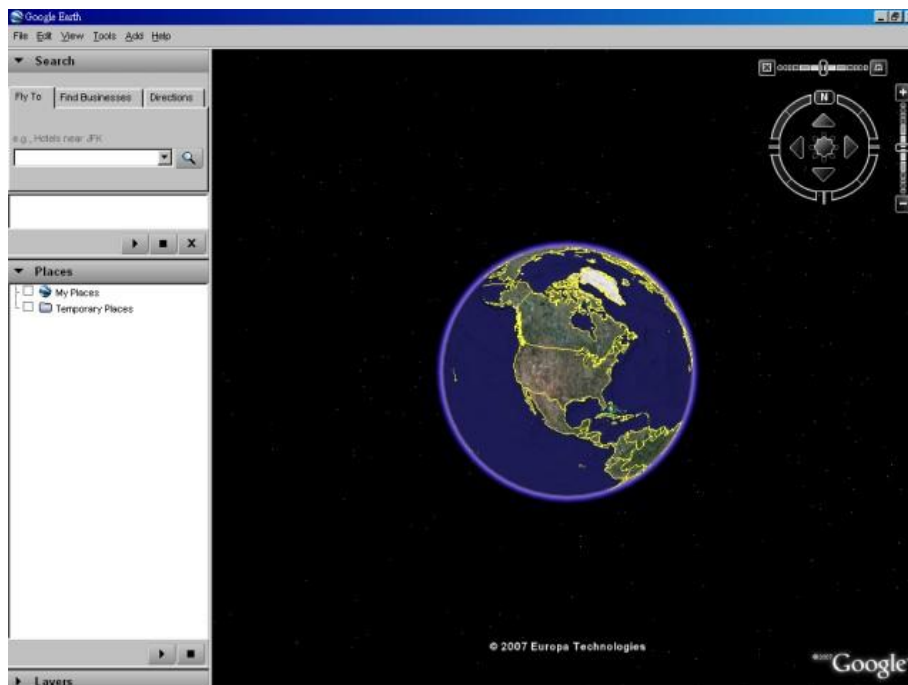 Google Earth
File Edit View Tools Add Help
Search
Fly To Find Businesses Directions
e.g., Hotels near JFK
N
Places
My Places
Temporary Places
© 2007 Europa Technologies
©2007 Google
Layers